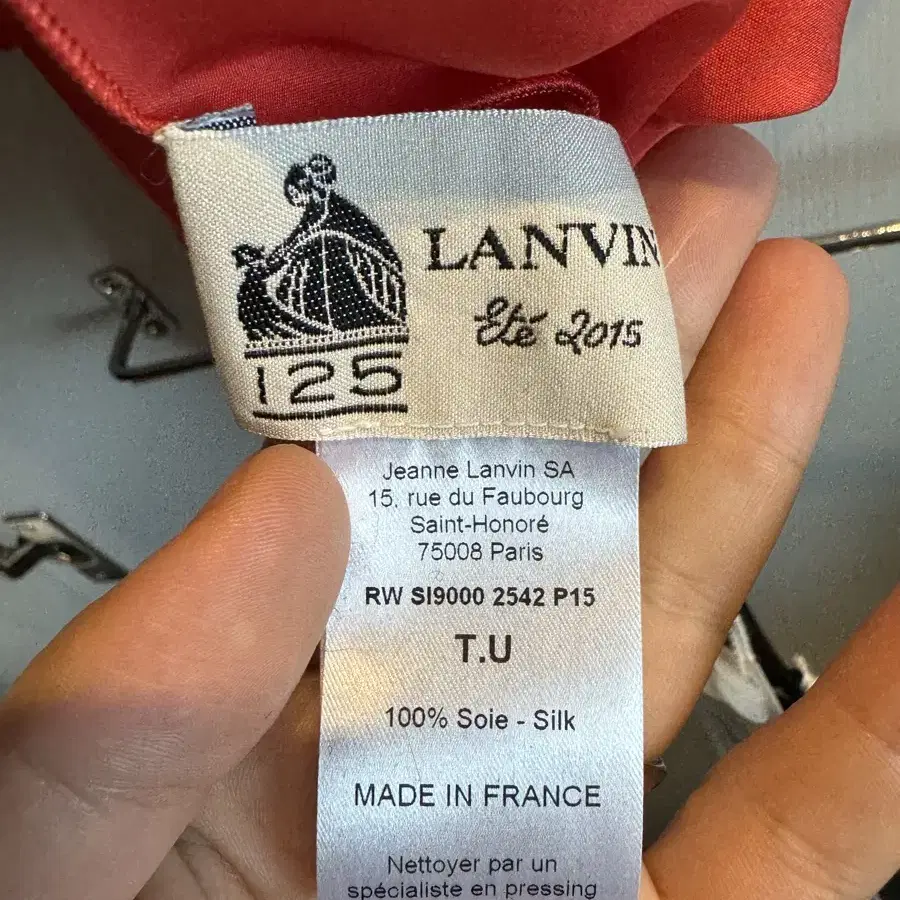 LANVIN
Eté 2015
125
Jeanne Lanvin SA
15, rue du Faubourg
Saint-Honoré
75008 Paris
RW SI9000 2542 P15
T.U
100% Soie - Silk
MADE IN FRANCE
Nettoyer par un
spécialiste en pressing